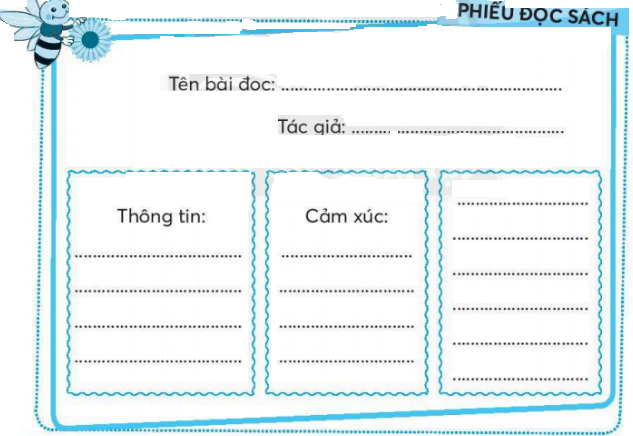 PHIẾU ĐỌC SÁCH
Tên bài đọc: ........................................................
Tác giả: ......... .....................................
Thông tin:
Cảm xúc: